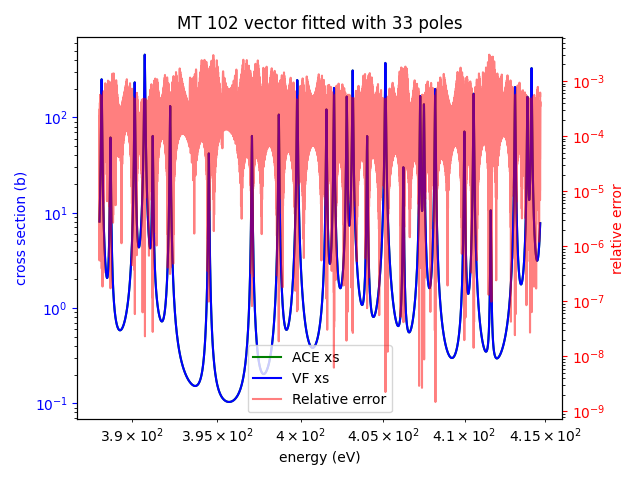 MT 102 vector fitted with 33 poles
cross section (b)
10²
10¹
10⁰
10⁻¹
10⁻³
10⁻⁴
10⁻⁵
10⁻⁶
10⁻⁷
10⁻⁸
10⁻⁹
relative error
ACE xs
VF xs
Relative error
3.9 × 10² 3.95 × 10² 4 × 10² 4.05 × 10² 4.1 × 10² 4.15 × 10²
energy (eV)